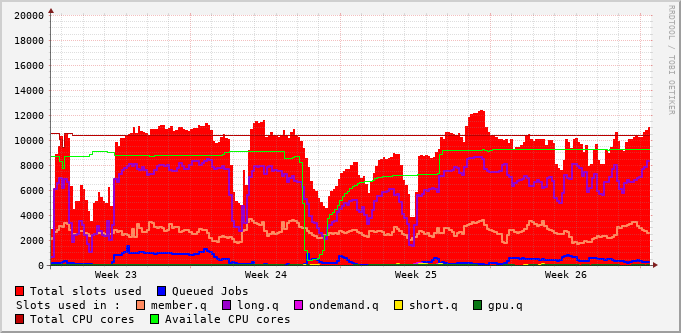 20000
18000
16000
14000
12000
10000
8000
6000
4000
2000
0
Week 23 Week 24 Week 25 Week 26
Total slots used Queued Jobs
Slots used in : member.q long.q ondemand.q short.q gpu.q
Total CPU cores Availale CPU cores
RRDTOOL / TOBI OETIKER